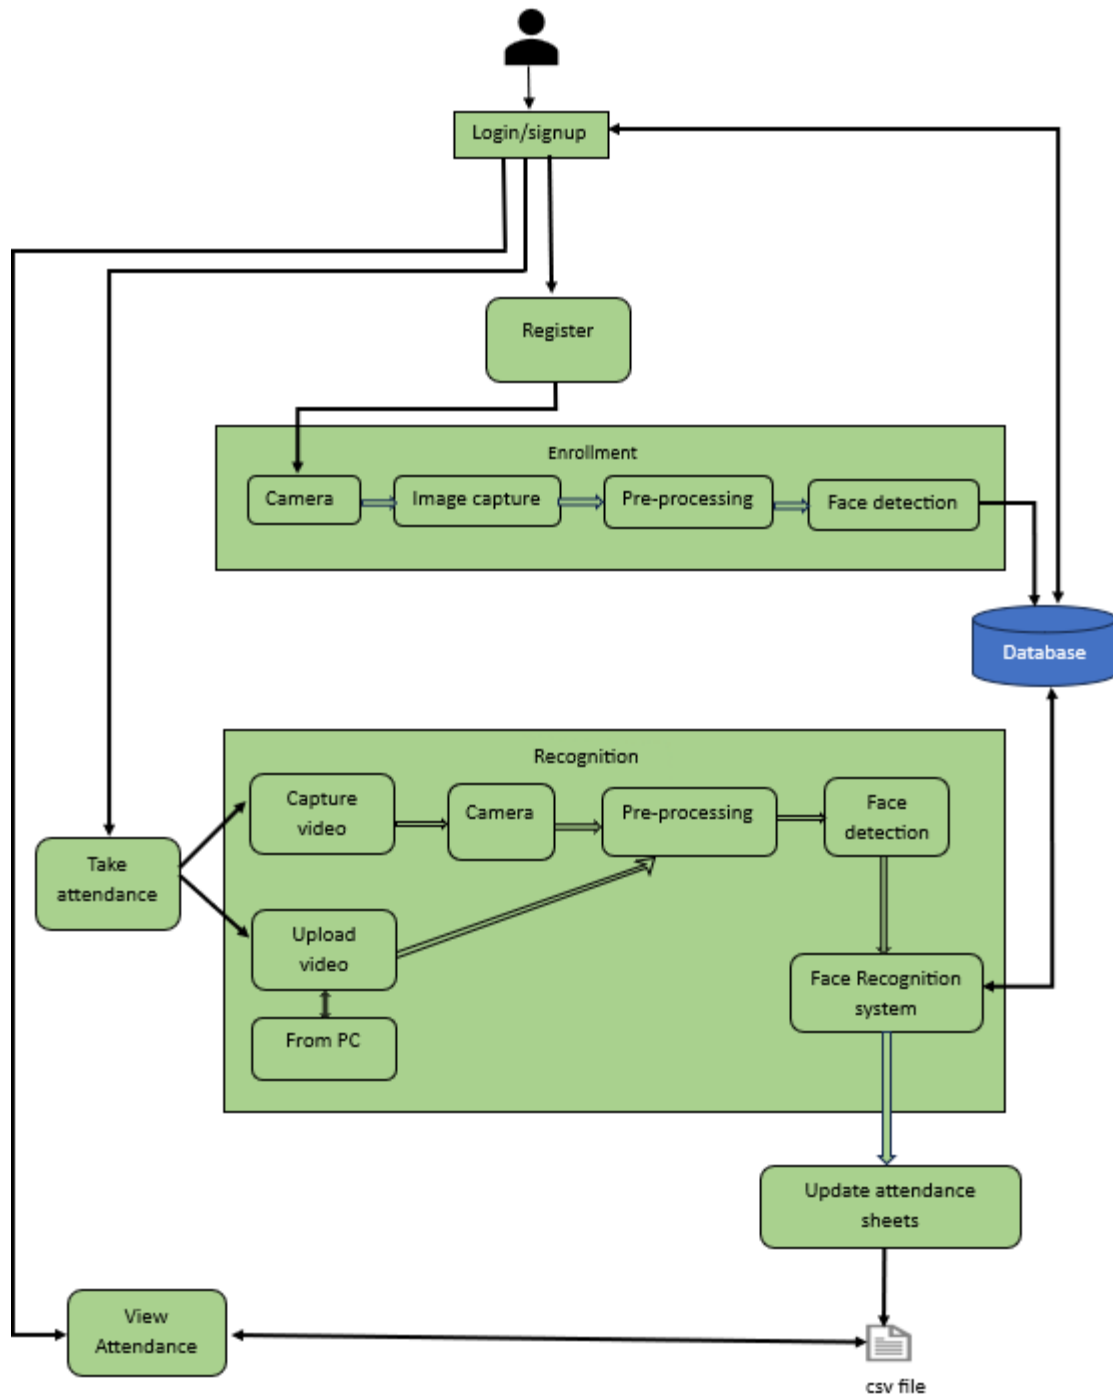 Login/signup
Register
Enrollment
Camera
Image capture
Pre-processing
Face detection
Database
Recognition
Capture
video
Camera
Pre-processing
Face
detection
Take
attendance
Upload
video
From PC
Face Recognition
system
Update attendance
sheets
View
Attendance
csv file